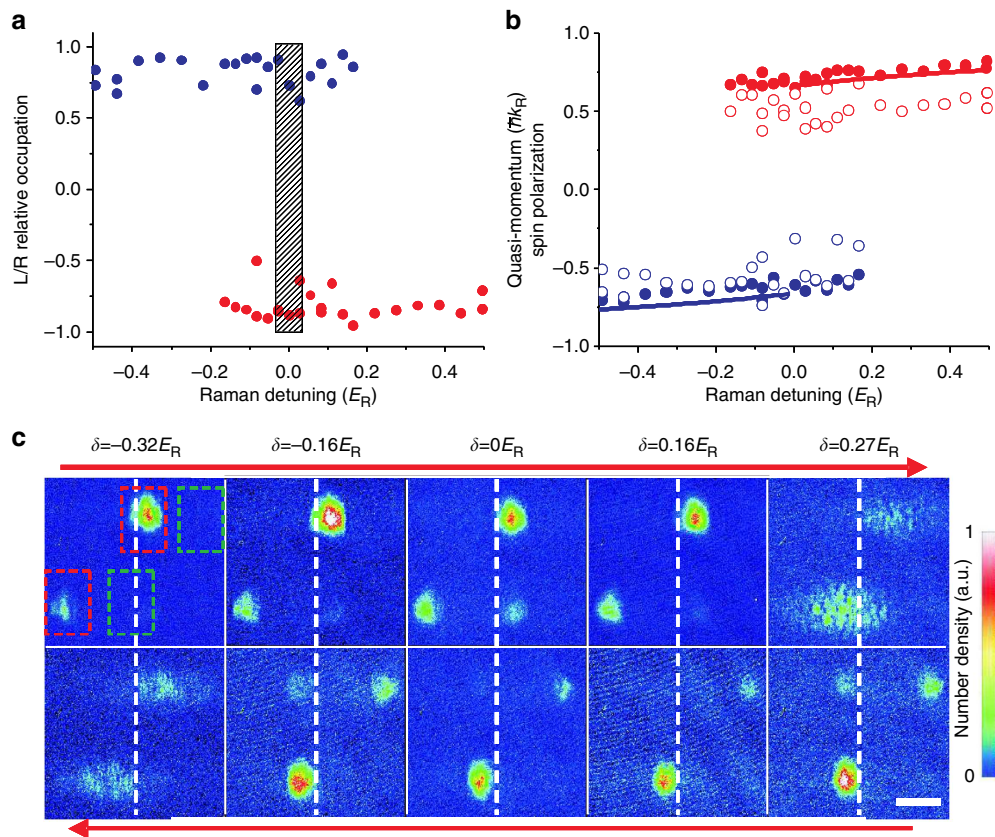 a
1.0
0.5
0.0
−0.5
−1.0
L/R relative occupation
−0.4
−0.2
0.0
0.2
0.4
Raman detuning (E_R)
b
1.0
0.5
0.0
−0.5
−1.0
Quasi-momentum (ℏk_R)
spin polarization
−0.4
−0.2
0.0
0.2
0.4
Raman detuning (E_R)
c
δ=−0.32E_R
δ=−0.16E_R
δ=0E_R
δ=0.16E_R
δ=0.27E_R
1
0
Number density (a.u.)